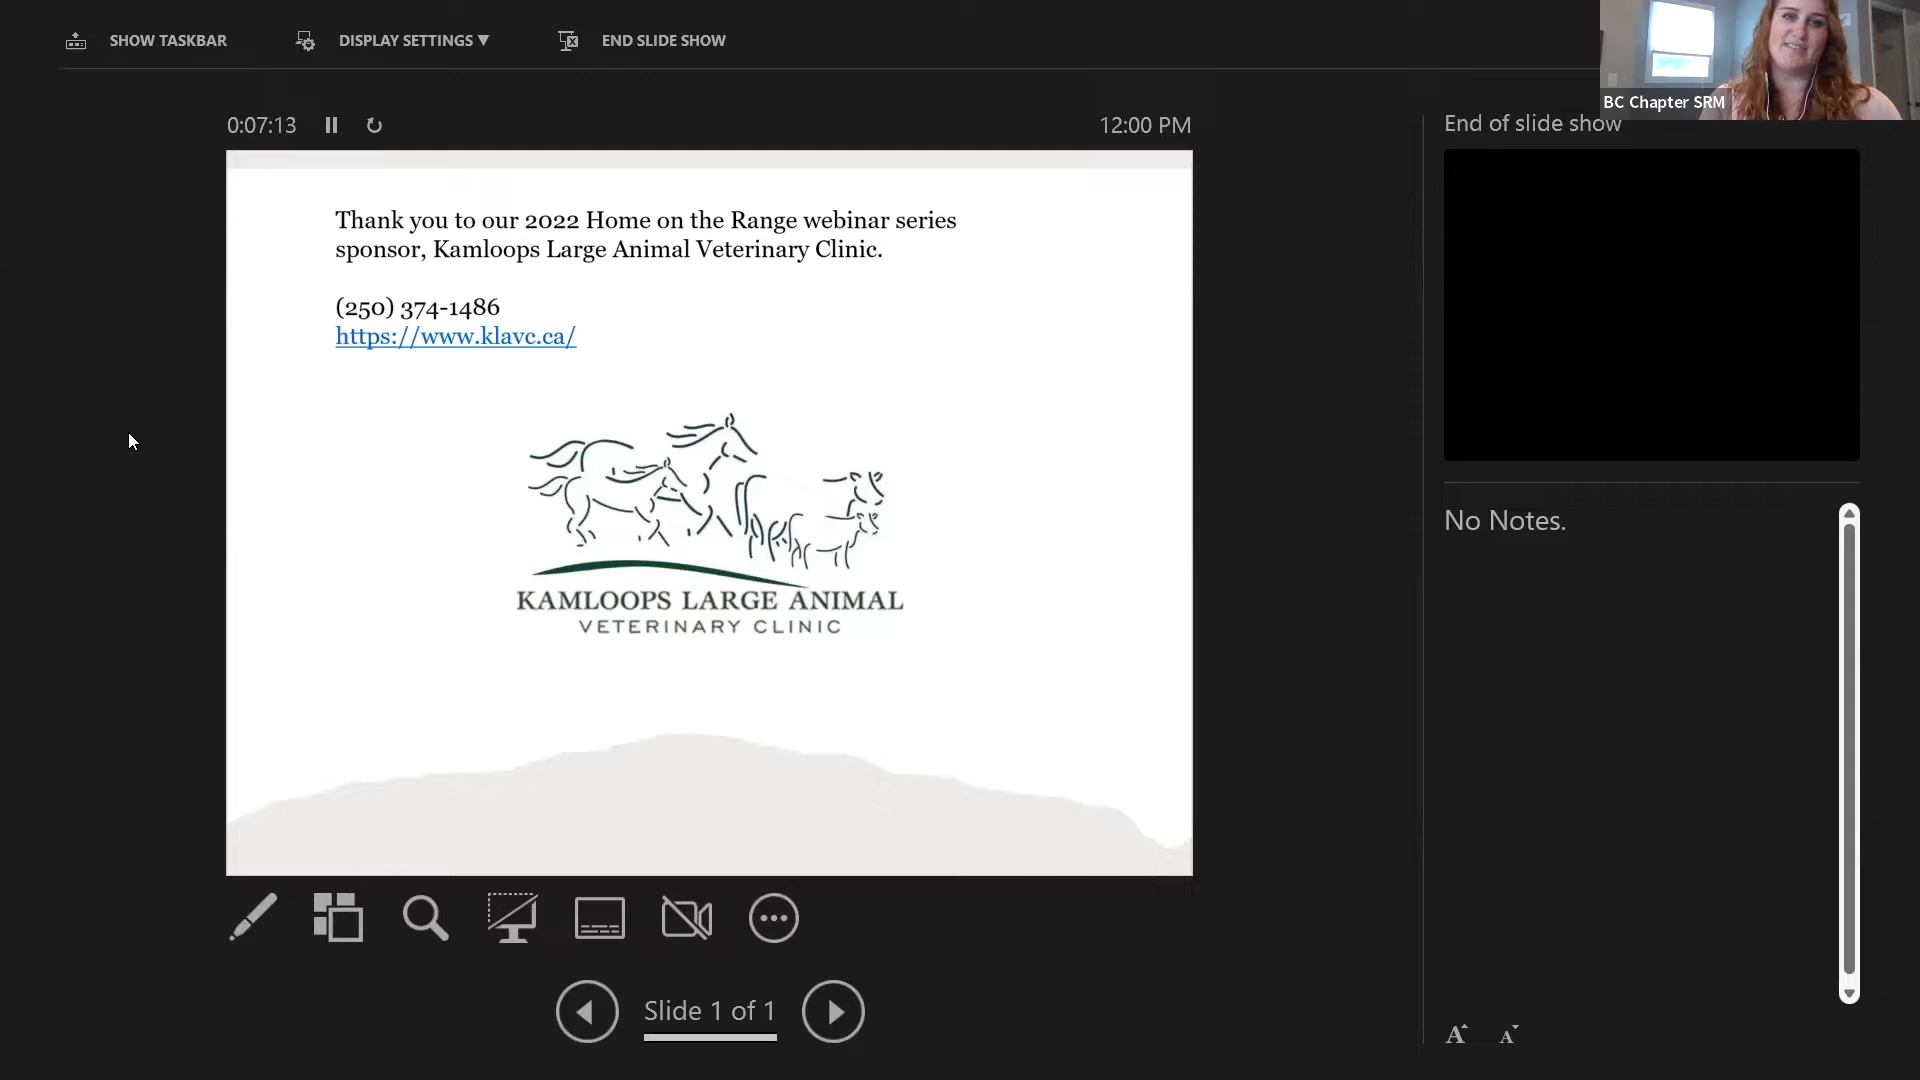 SHOW TASKBAR
DISPLAY SETTINGS ▼
END SLIDE SHOW
BC Chapter SRM
0:07:13
12:00 PM
End of slide show
Thank you to our 2022 Home on the Range webinar series
sponsor, Kamloops Large Animal Veterinary Clinic.
(250) 374-1486
https://www.klavc.ca/
KAMLOOPS LARGE ANIMAL
VETERINARY CLINIC
No Notes.
Slide 1 of 1
A
A